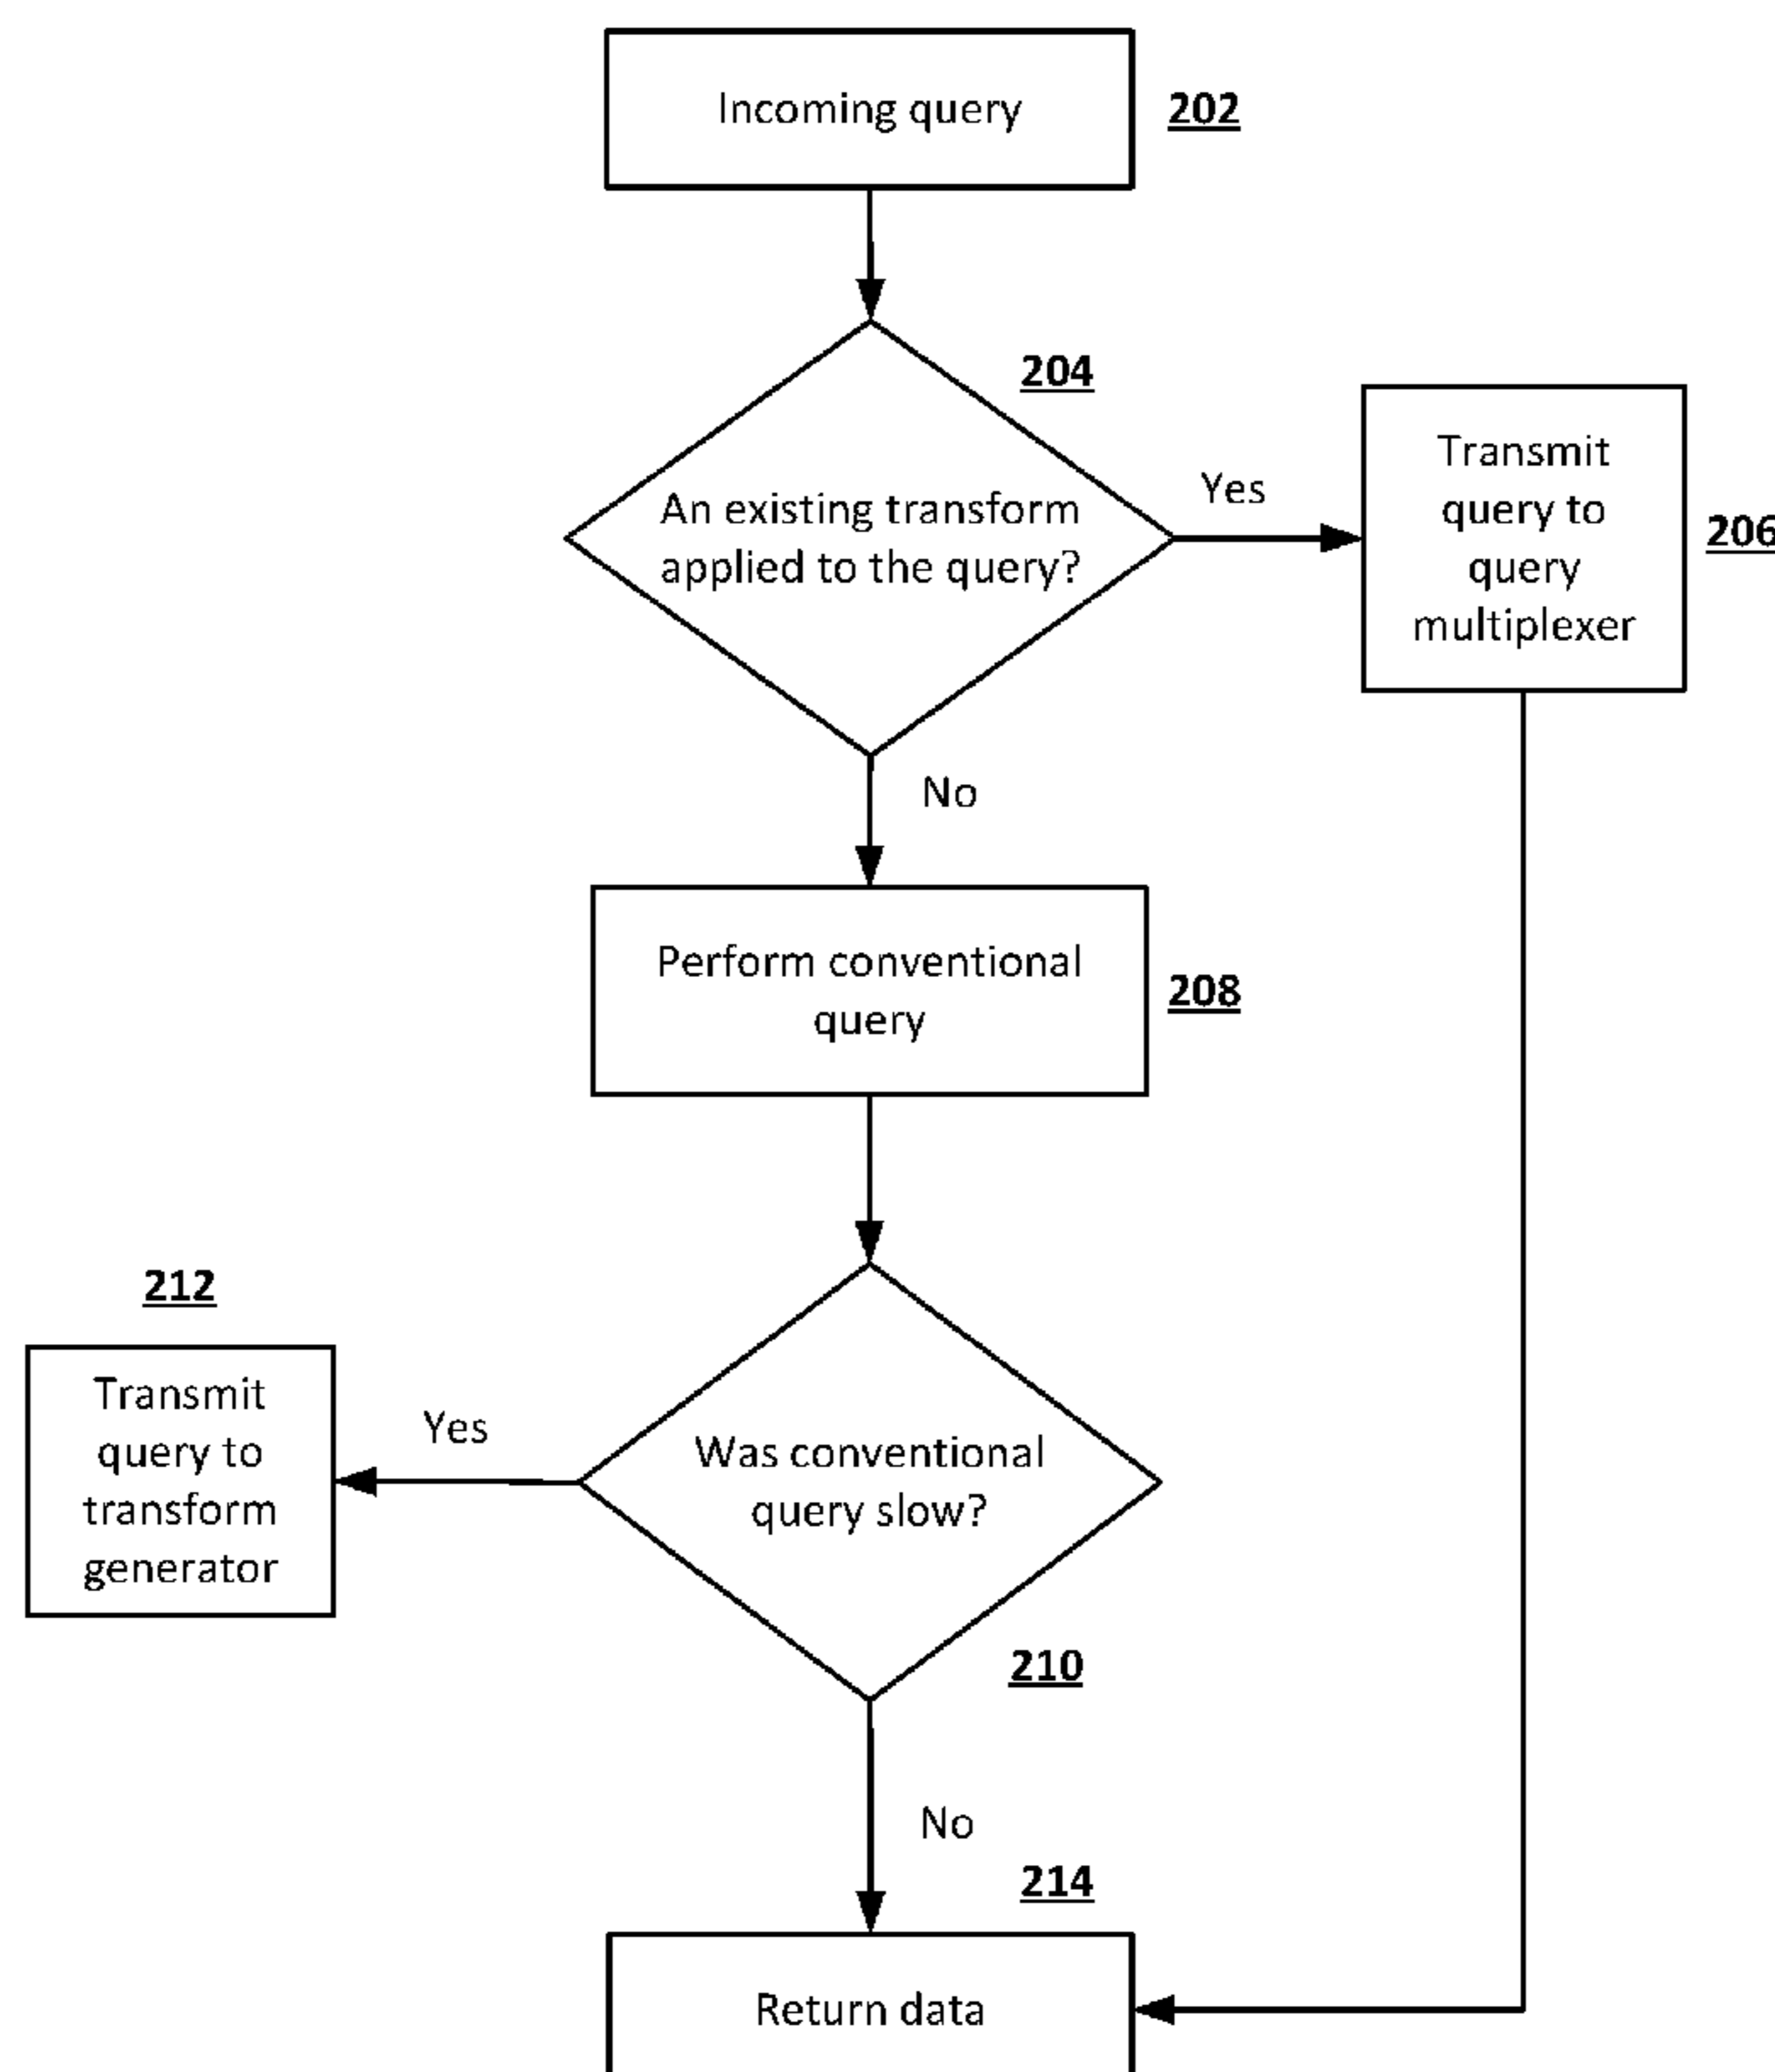 Incoming query
202
204
An existing transform
applied to the query?
Yes
Transmit
query to
query
multiplexer
206
No
Perform conventional
query
208
212
Transmit
query to
transform
generator
Yes
Was conventional
query slow?
210
No
214
Return data